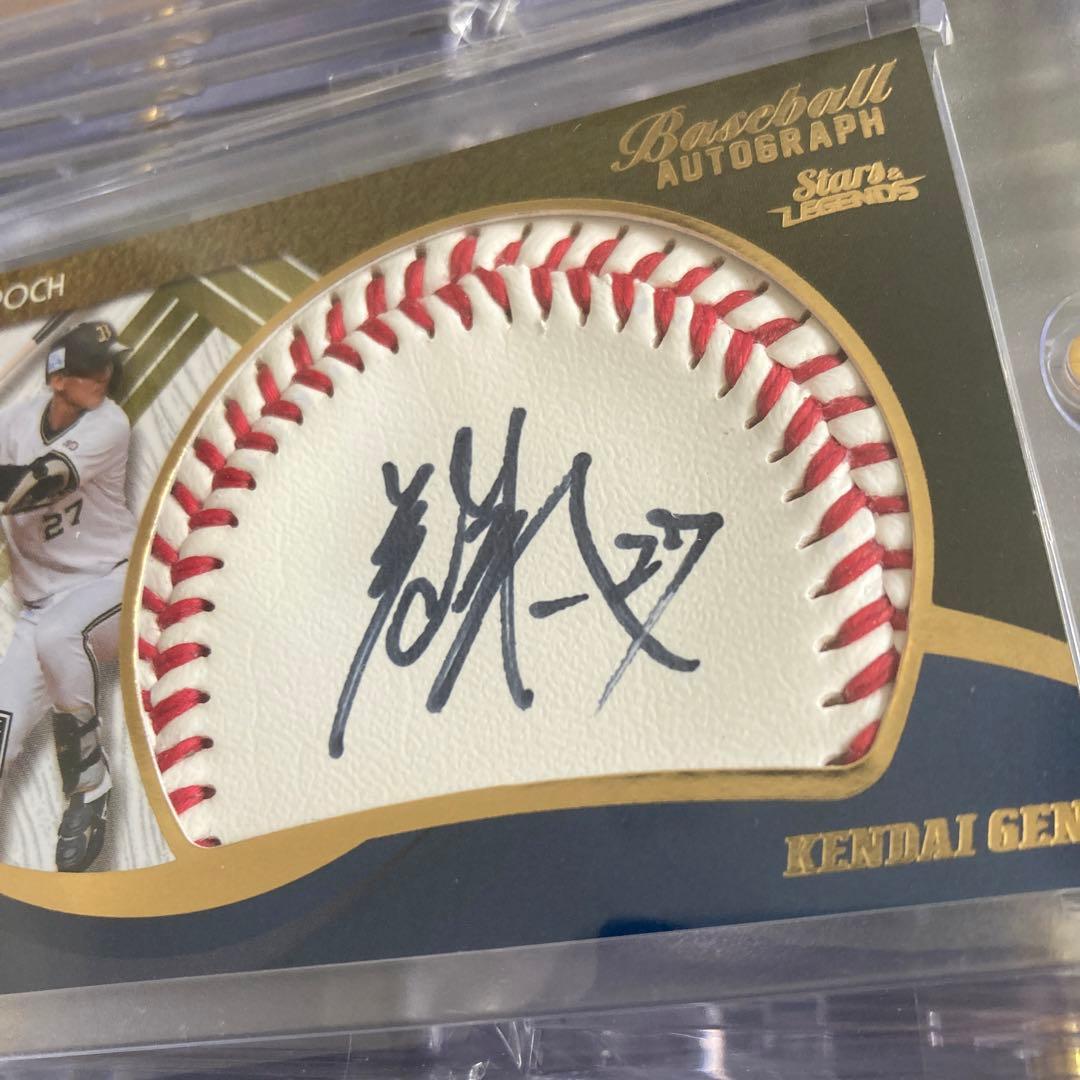 Baseball
AUTOGRAPH
Stars &
LEGENDS
POCH
B
27
27
KENDAI GEN